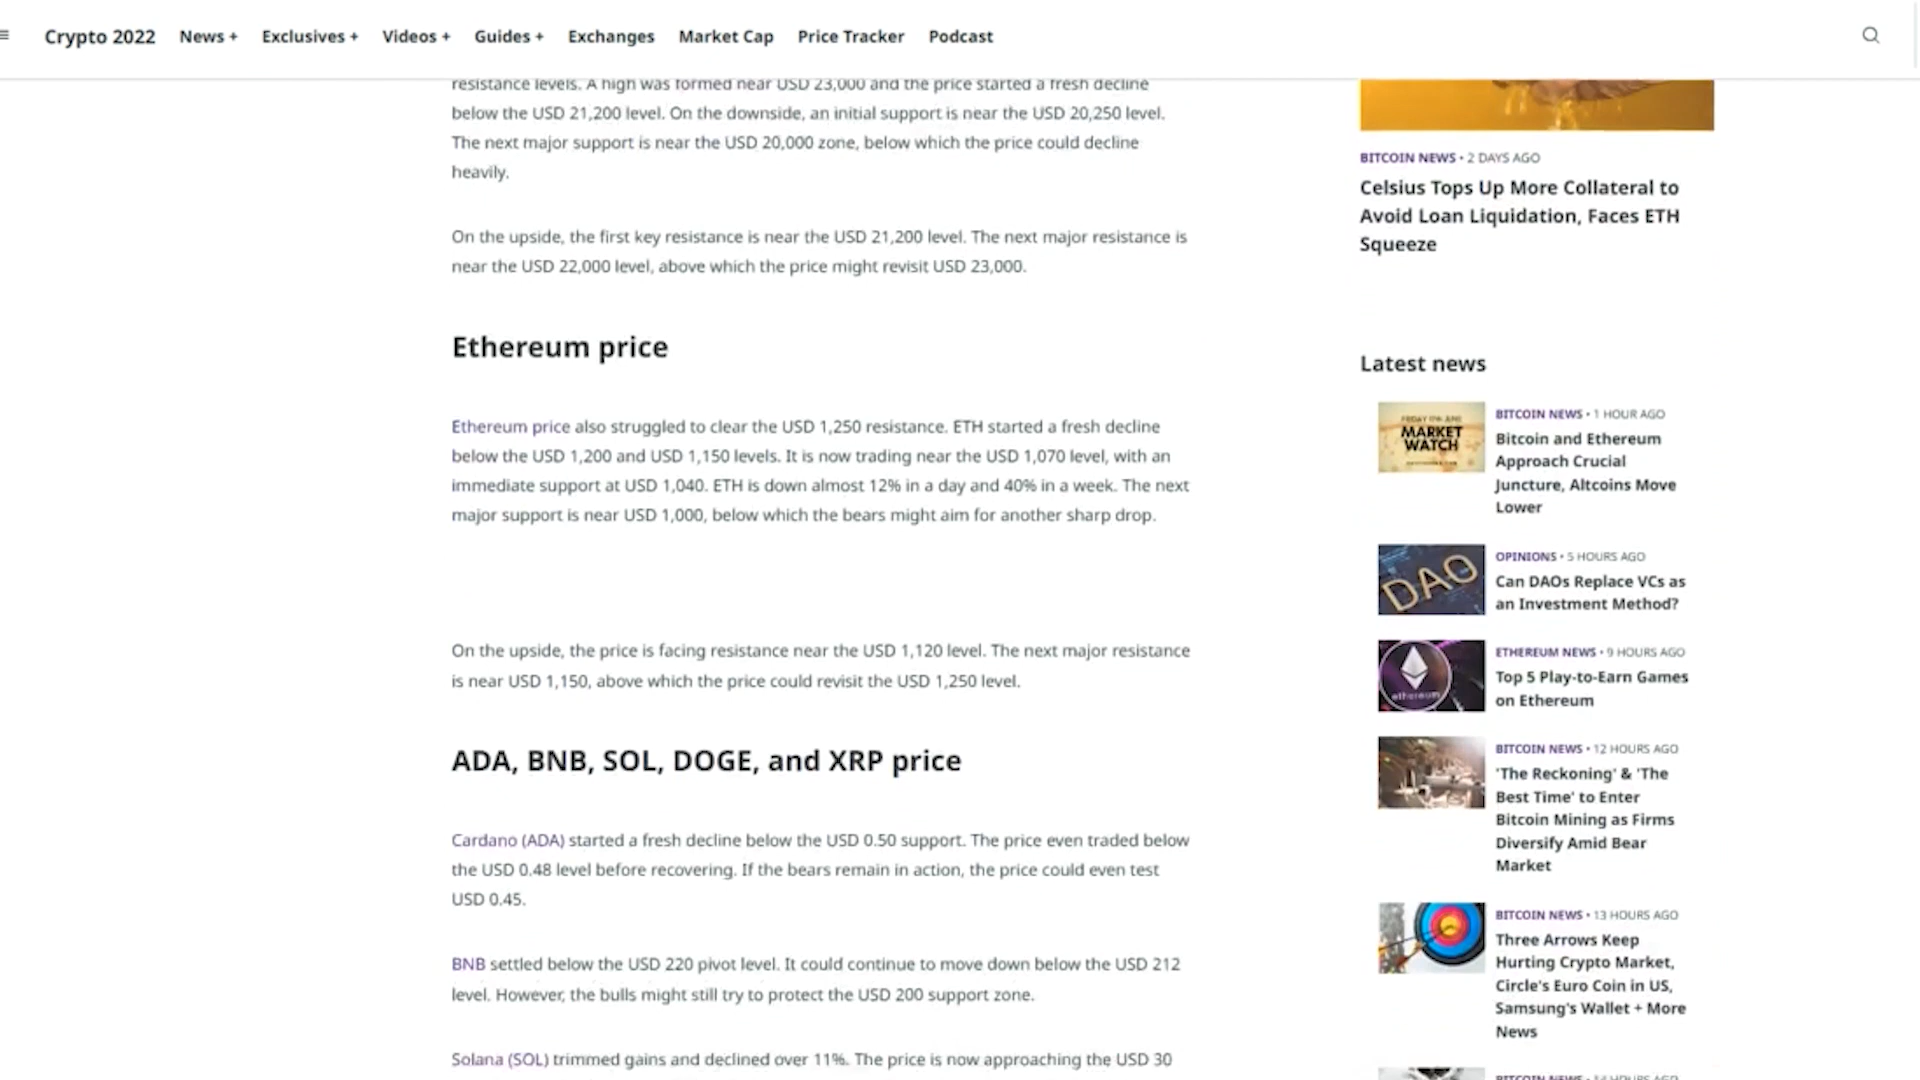 Crypto 2022 News + Exclusives + Videos + Guides + Exchanges Market Cap Price Tracker Podcast
resistance levels. A high was formed near USD 23,000 and the price started a fresh decline
below the USD 21,200 level. On the downside, an initial support is near the USD 20,250 level.
The next major support is near the USD 20,000 zone, below which the price could decline
heavily.
On the upside, the first key resistance is near the USD 21,200 level. The next major resistance is
near the USD 22,000 level, above which the price might revisit USD 23,000.
Ethereum price
Ethereum price also struggled to clear the USD 1,250 resistance. ETH started a fresh decline
below the USD 1,200 and USD 1,150 levels. It is now trading near the USD 1,070 level, with an
immediate support at USD 1,040. ETH is down almost 12% in a day and 40% in a week. The next
major support is near USD 1,000, below which the bears might aim for another sharp drop.
On the upside, the price is facing resistance near the USD 1,120 level. The next major resistance
is near USD 1,150, above which the price could revisit the USD 1,250 level.
ADA, BNB, SOL, DOGE, and XRP price
Cardano (ADA) started a fresh decline below the USD 0.50 support. The price even traded below
the USD 0.48 level before recovering. If the bears remain in action, the price could even test
USD 0.45.
BNB settled below the USD 220 pivot level. It could continue to move down below the USD 212
level. However, the bulls might still try to protect the USD 200 support zone.
Solana (SOL) trimmed gains and declined over 11%. The price is now approaching the USD 30
BITCOIN NEWS • 2 DAYS AGO
Celsius Tops Up More Collateral to
Avoid Loan Liquidation, Faces ETH
Squeeze
Latest news
MARKET
WATCH
BITCOIN NEWS • 1 HOUR AGO
Bitcoin and Ethereum
Approach Crucial
Juncture, Altcoins Move
Lower
DAO
OPINIONS • 5 HOURS AGO
Can DAOs Replace VCs as
an Investment Method?
ethereum
ETHEREUM NEWS • 9 HOURS AGO
Top 5 Play-to-Earn Games
on Ethereum
BITCOIN NEWS • 12 HOURS AGO
'The Reckoning' & 'The
Best Time' to Enter
Bitcoin Mining as Firms
Diversify Amid Bear
Market
BITCOIN NEWS • 13 HOURS AGO
Three Arrows Keep
Hurting Crypto Market,
Circle's Euro Coin in US,
Samsung's Wallet + More
News
BITCOIN NEWS • 14 HOURS AGO